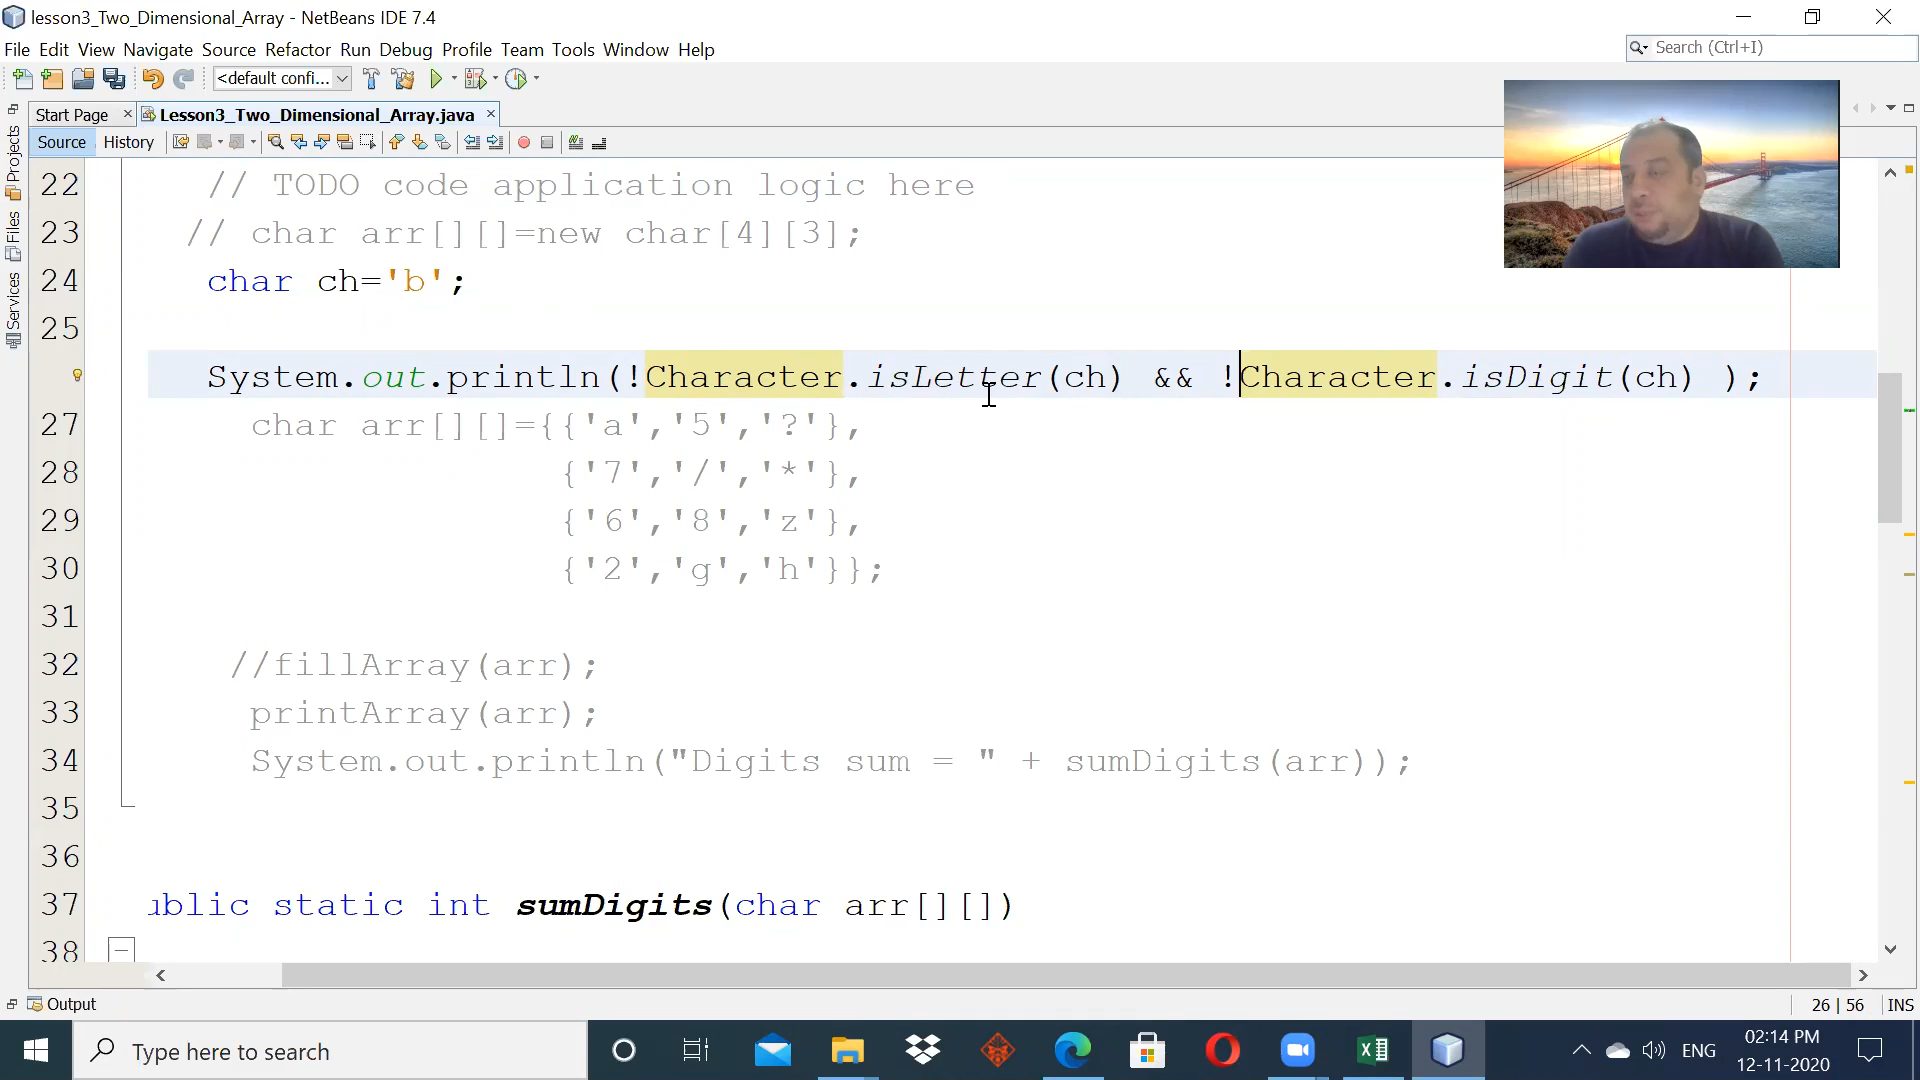 lesson3_Two_Dimensional_Array - NetBeans IDE 7.4
File Edit View Navigate Source Refactor Run Debug Profile Team Tools Window Help
Search (Ctrl+I)
<default confi...
Start Page
Lesson3_Two_Dimensional_Array.java
Source History
Projects
Files
Services
22 // TODO code application logic here
23 // char arr[][]=new char[4][3];
24 char ch='b';
25
System.out.println(!Character.isLetter(ch) && !Character.isDigit(ch) );
27 char arr[][]={{'a','5','?'},
28 {'7','/','*'},
29 {'6','8','z'},
30 {'2','g','h'}};
31
32 //fillArray(arr);
33 printArray(arr);
34 System.out.println("Digits sum = " + sumDigits(arr));
35
36
37 ublic static int sumDigits(char arr[][])
38
Output
26 | 56 INS
Type here to search
ENG
02:14 PM
12-11-2020